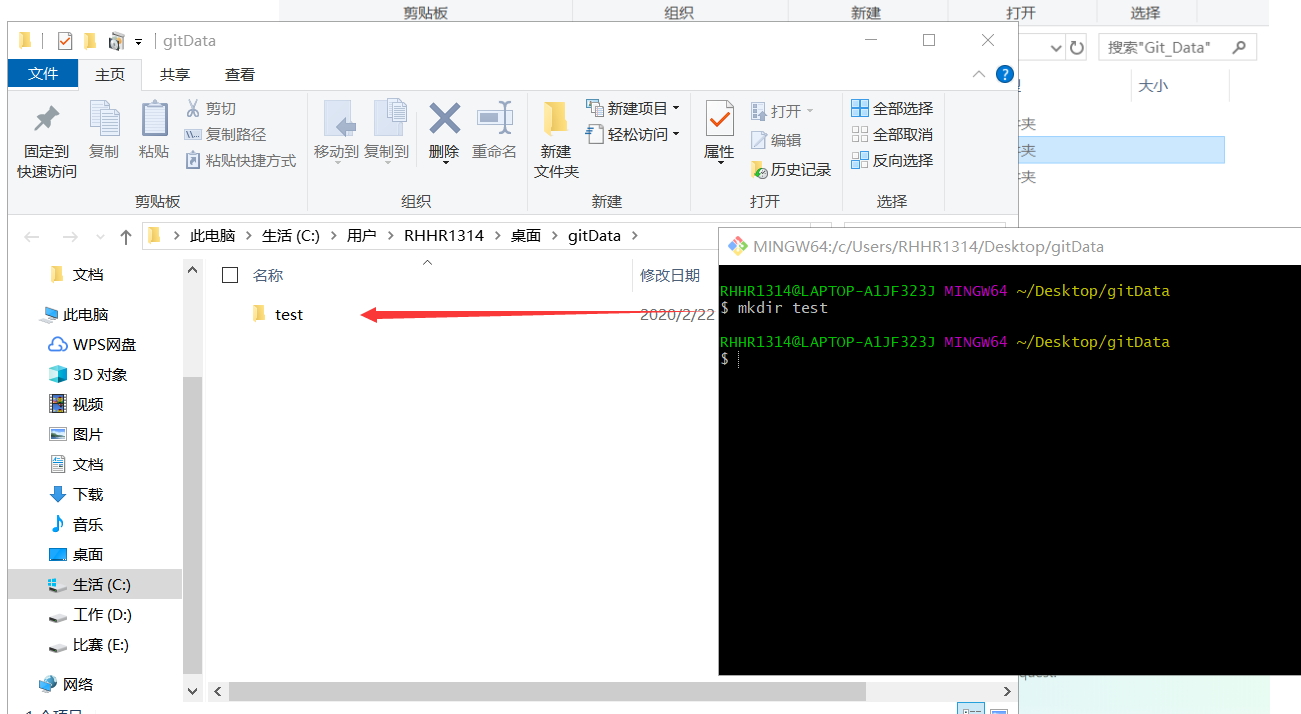 剪贴板 组织 新建 打开 选择
gitData
文件 主页 共享 查看
搜索"Git_Data"
大小
固定到
快速访问
复制
粘贴
剪切
复制路径
粘贴快捷方式
剪贴板
移动到 复制到 删除 重命名
组织
新建
文件夹
新建项目
轻松访问
新建
属性
打开
编辑
历史记录
打开
全部选择
全部取消
反向选择
选择
件夹
件夹
件夹
此电脑 生活 (C:) 用户 RHHR1314 桌面 gitData
名称 修改日期
test 2020/2/22
文档
此电脑
WPS网盘
3D 对象
视频
图片
文档
下载
音乐
桌面
生活 (C:)
工作 (D:)
比赛 (E:)
网络
MINGW64:/c/Users/RHHR1314/Desktop/gitData
RHHR1314@LAPTOP-A1JF323J MINGW64 ~/Desktop/gitData
$ mkdir test
RHHR1314@LAPTOP-A1JF323J MINGW64 ~/Desktop/gitData
$